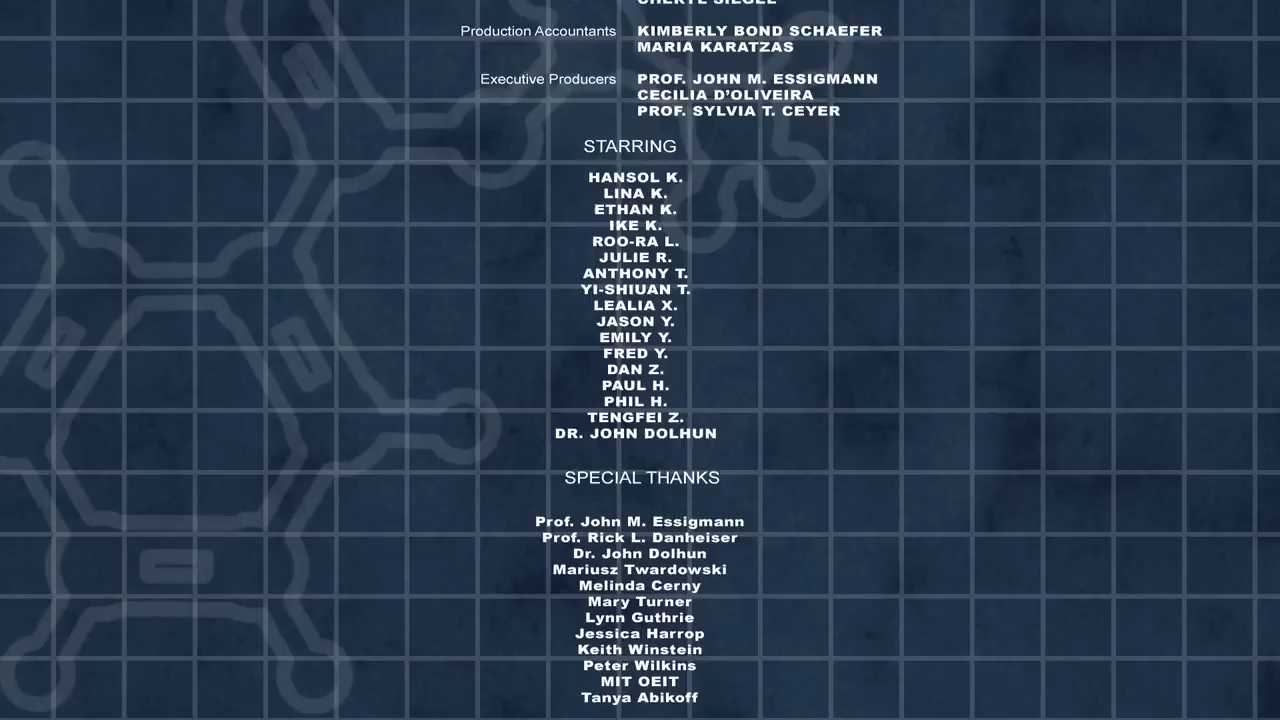 CHERYL SIEGEL
Production Accountants KIMBERLY BOND SCHAEFER
MARIA KARATZAS
Executive Producers PROF. JOHN M. ESSIGMANN
CECILIA D'OLIVEIRA
PROF. SYLVIA T. CEYER
STARRING
HANSOL K.
LINA K.
ETHAN K.
IKE K.
ROO-RA L.
JULIE R.
ANTHONY T.
YI-SHIUAN T.
LEALIA X.
JASON Y.
EMILY Y.
FRED Y.
DAN Z.
PAUL H.
PHIL H.
TENGFEI Z.
DR. JOHN DOLHUN
SPECIAL THANKS
Prof. John M. Essigmann
Prof. Rick L. Danheiser
Dr. John Dolhun
Mariusz Twardowski
Melinda Cerny
Mary Turner
Lynn Guthrie
Jessica Harrop
Keith Winstein
Peter Wilkins
MIT OEIT
Tanya Abikoff